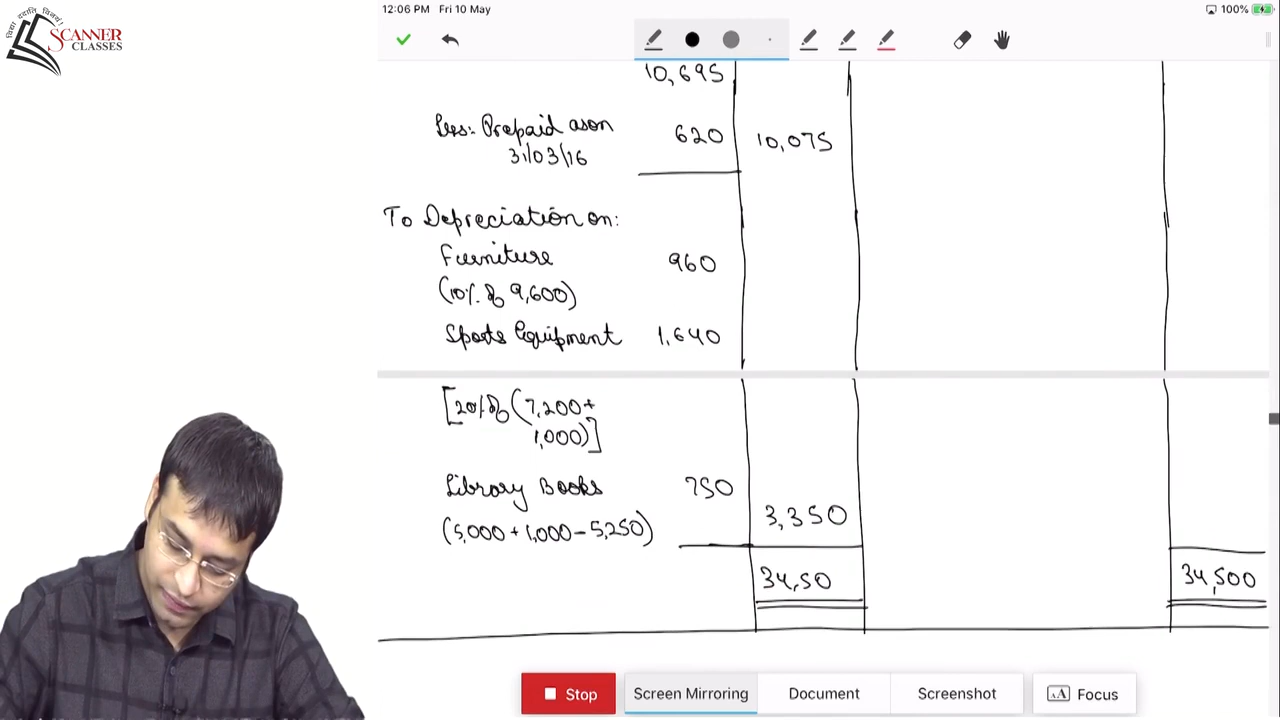 12:06 PM Fri 10 May
100%
विद्या ददाति विनयं।
SCANNER
CLASSES
10,695
Less: Prepaid as on 620 10,075
31/03/16
To Depreciation on:
Furniture 960
(10% of 9,600)
Sports Equipment 1,640
[20% of (7,200+
1,000)]
Library Books 750
3,350
(5,000 + 1,000 - 5,250)
34,50 34,500
Stop
Screen Mirroring
Document
Screenshot
AA Focus